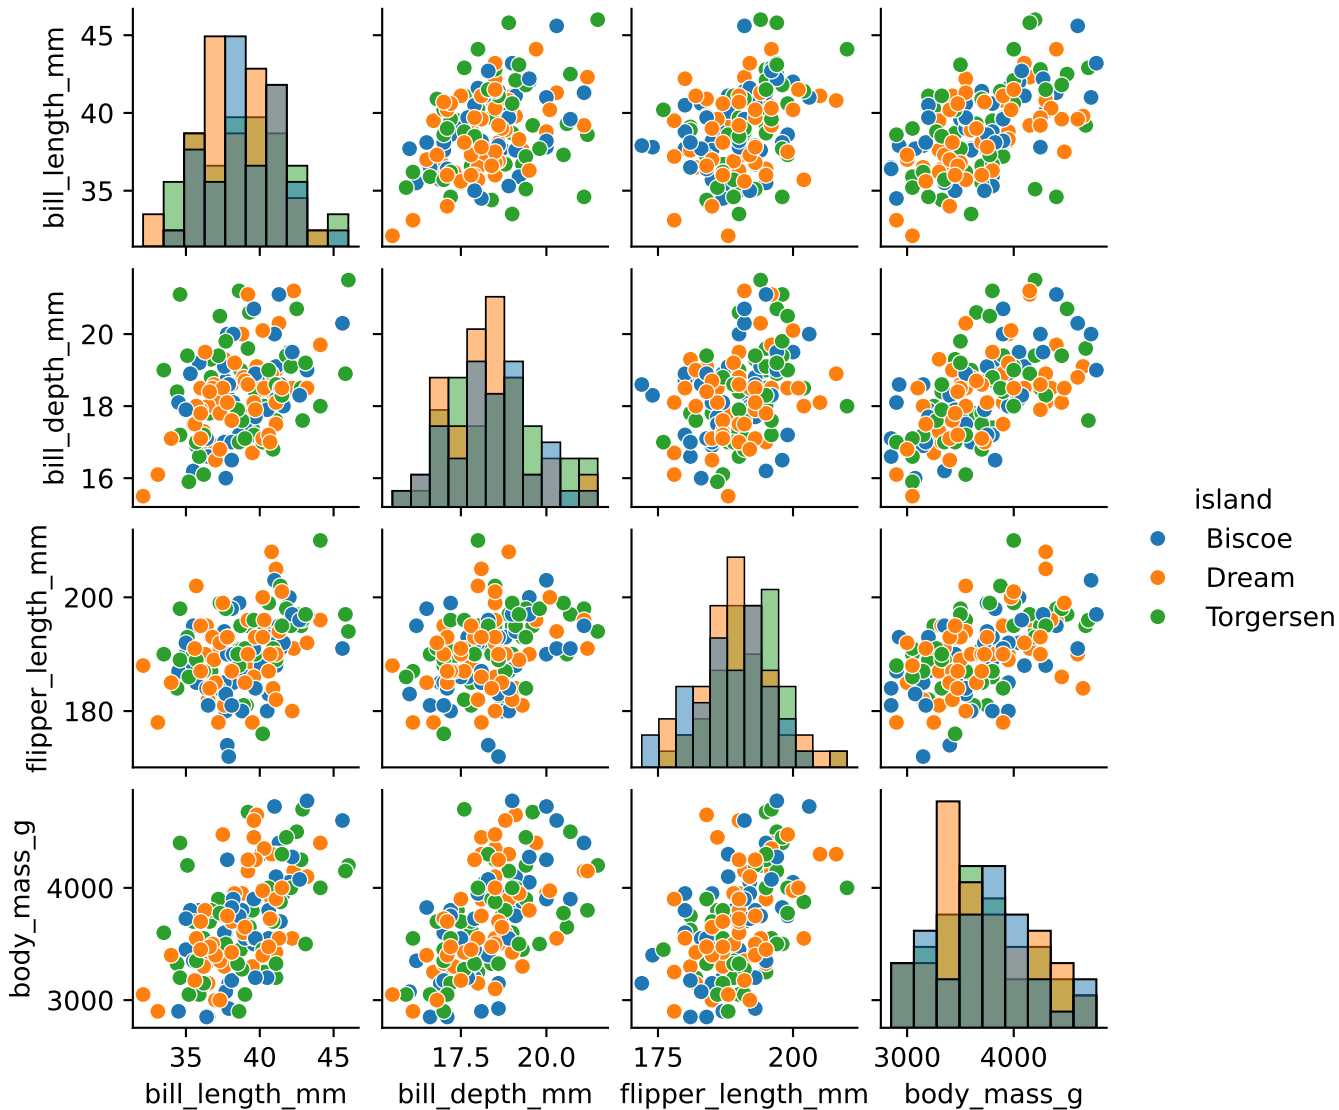 bill_length_mm
45
40
35
bill_depth_mm
20
18
16
flipper_length_mm
200
180
body_mass_g
4000
3000
35 40 45
17.5 20.0
175 200
3000 4000
bill_length_mm
bill_depth_mm
flipper_length_mm
body_mass_g
island
Biscoe
Dream
Torgersen